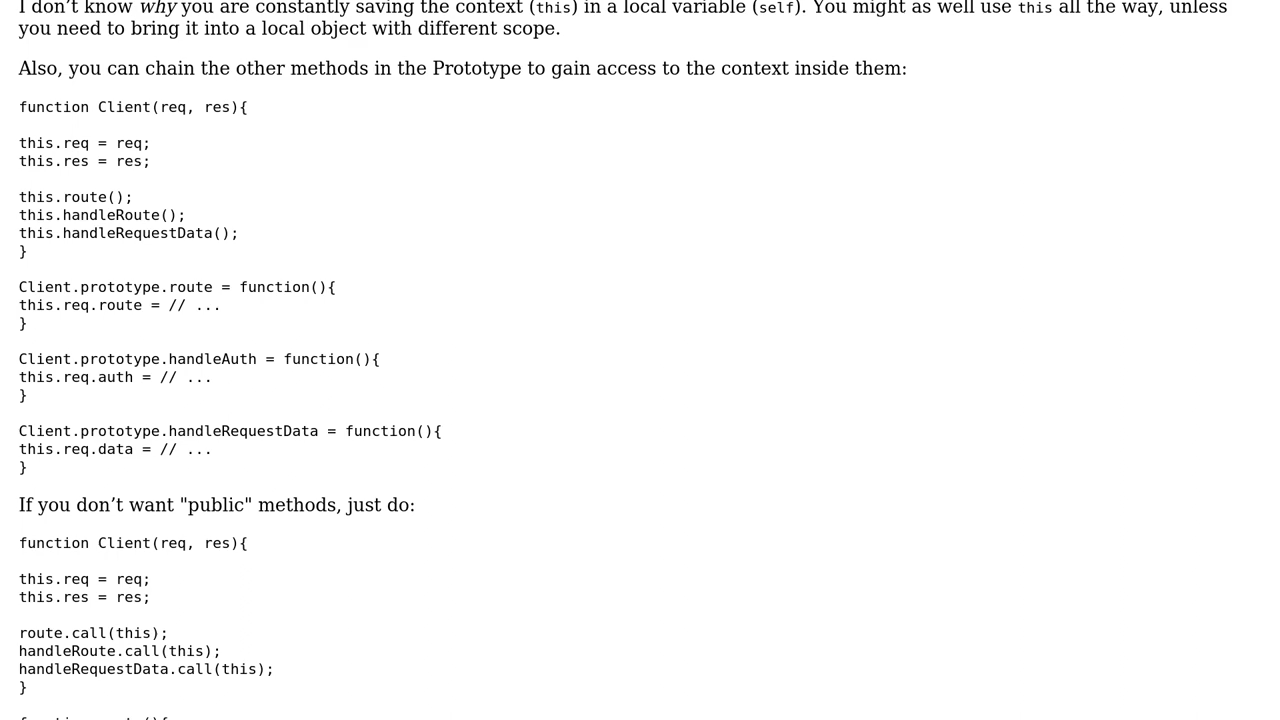 I don’t know why you are constantly saving the context (this) in a local variable (self). You might as well use this all the way, unless
you need to bring it into a local object with different scope.
Also, you can chain the other methods in the Prototype to gain access to the context inside them:
function Client(req, res){
this.req = req;
this.res = res;
this.route();
this.handleRoute();
this.handleRequestData();
}
Client.prototype.route = function(){
this.req.route = // ...
}
Client.prototype.handleAuth = function(){
this.req.auth = // ...
}
Client.prototype.handleRequestData = function(){
this.req.data = // ...
}
If you don’t want "public" methods, just do:
function Client(req, res){
this.req = req;
this.res = res;
route.call(this);
handleRoute.call(this);
handleRequestData.call(this);
}